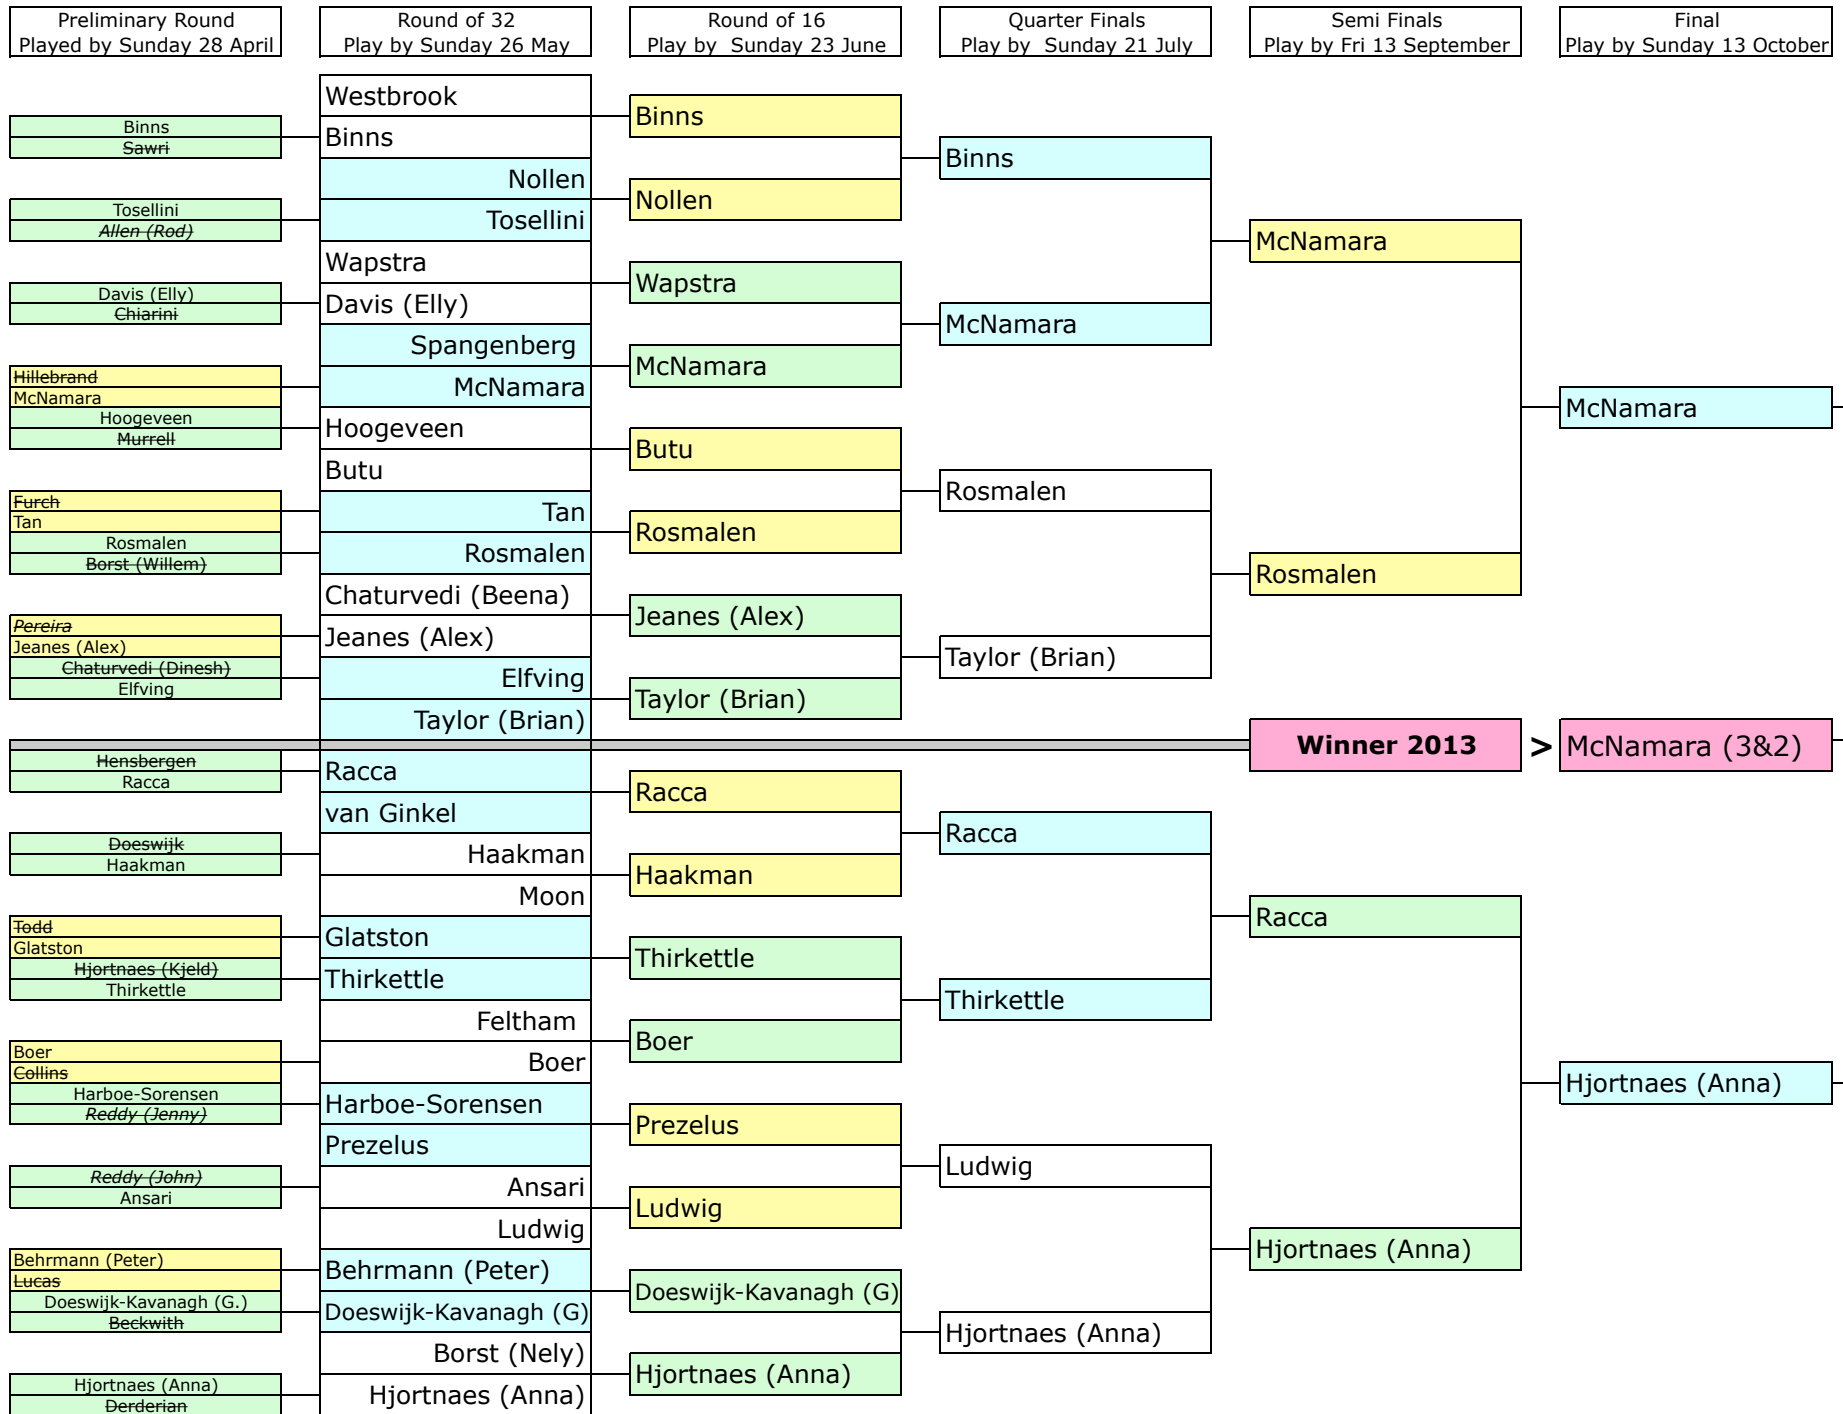 Preliminary Round
Played by Sunday 28 April
Round of 32
Play by Sunday 26 May
Round of 16
Play by  Sunday 23 June
Quarter Finals
Play by  Sunday 21 July
Semi Finals
Play by Fri 13 September
Final
Play by Sunday 13 October
Binns
Sawri
Tosellini
Allen (Rod)
Davis (Elly)
Chiarini
Hillebrand
McNamara
Hoogeveen
Murrell
Furch
Tan
Rosmalen
Borst (Willem)
Pereira
Jeanes (Alex)
Chaturvedi (Dinesh)
Elfving
Hensbergen
Racca
Doeswijk
Haakman
Todd
Glatston
Hjortnaes (Kjeld)
Thirkettle
Boer
Collins
Harboe-Sorensen
Reddy (Jenny)
Reddy (John)
Ansari
Behrmann (Peter)
Lucas
Doeswijk-Kavanagh (G.)
Beckwith
Hjortnaes (Anna)
Derderian
Westbrook
Binns
Nollen
Tosellini
Wapstra
Davis (Elly)
Spangenberg
McNamara
Hoogeveen
Butu
Tan
Rosmalen
Chaturvedi (Beena)
Jeanes (Alex)
Elfving
Taylor (Brian)
Racca
van Ginkel
Haakman
Moon
Glatston
Thirkettle
Feltham
Boer
Harboe-Sorensen
Prezelus
Ansari
Ludwig
Behrmann (Peter)
Doeswijk-Kavanagh (G)
Borst (Nely)
Hjortnaes (Anna)
Binns
Nollen
Wapstra
McNamara
Butu
Rosmalen
Jeanes (Alex)
Taylor (Brian)
Racca
Haakman
Thirkettle
Boer
Prezelus
Ludwig
Doeswijk-Kavanagh (G)
Hjortnaes (Anna)
Binns
McNamara
Rosmalen
Taylor (Brian)
Racca
Thirkettle
Ludwig
Hjortnaes (Anna)
McNamara
Rosmalen
Winner 2013 > McNamara (3&2)
Racca
Hjortnaes (Anna)
McNamara
Hjortnaes (Anna)